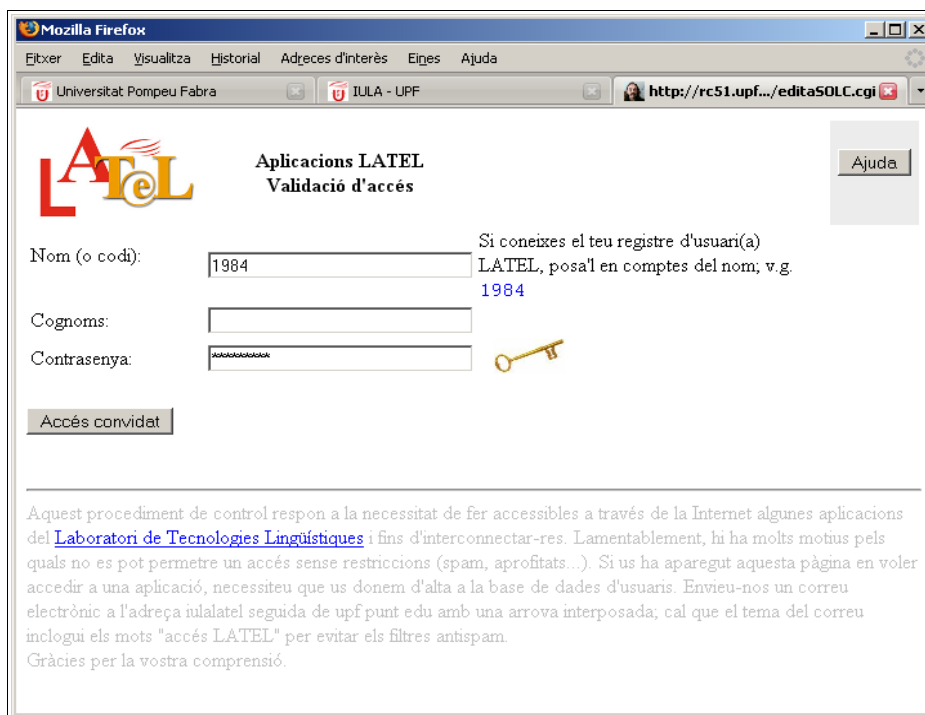 Mozilla Firefox
Fitxer Edita Visualitza Historial Adreces d'interès Eines Ajuda
Universitat Pompeu Fabra IULA - UPF http://rc51.upf.../editaSOLC.cgi
LATeL
Aplicacions LATEL
Validació d'accés
Ajuda
Nom (o codi):
1984
Si coneixes el teu registre d'usuari(a)
LATEL, posa'l en comptes del nom; v.g.
1984
Cognoms:
Contrasenya:
**********
Accés convidat
Aquest procediment de control respon a la necessitat de fer accessibles a través de la Internet algunes aplicacions
del Laboratori de Tecnologies Lingüístiques i fins d'interconnectar-res. Lamentablement, hi ha molts motius pels
quals no es pot permetre un accés sense restriccions (spam, aprofitats...). Si us ha aparegut aquesta pàgina en voler
accedir a una aplicació, necessiteu que us donem d'alta a la base de dades d'usuaris. Envieu-nos un correu
electrònic a l'adreça iulalatel seguida de upf punt edu amb una arrova interposada; cal que el tema del correu
inclogui els mots "accés LATEL" per evitar els filtres antispam.
Gràcies per la vostra comprensió.